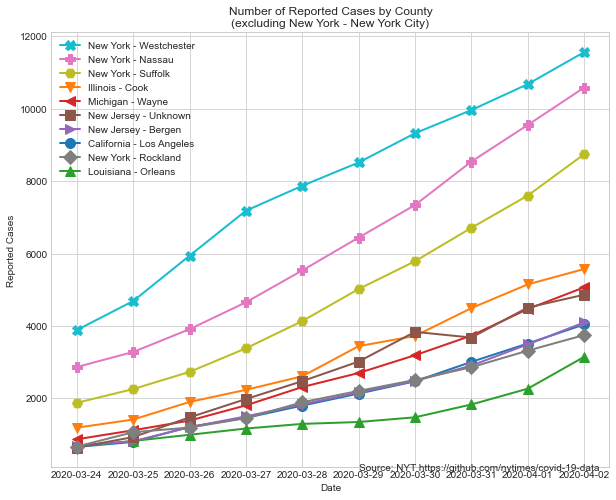 Number of Reported Cases by County
(excluding New York - New York City)
12000
10000
8000
6000
4000
2000
Reported Cases
New York - Westchester
New York - Nassau
New York - Suffolk
Illinois - Cook
Michigan - Wayne
New Jersey - Unknown
New Jersey - Bergen
California - Los Angeles
New York - Rockland
Louisiana - Orleans
Source: NYT https://github.com/nytimes/covid-19-data
2020-03-24 2020-03-25 2020-03-26 2020-03-27 2020-03-28 2020-03-29 2020-03-30 2020-03-31 2020-04-01 2020-04-02
Date